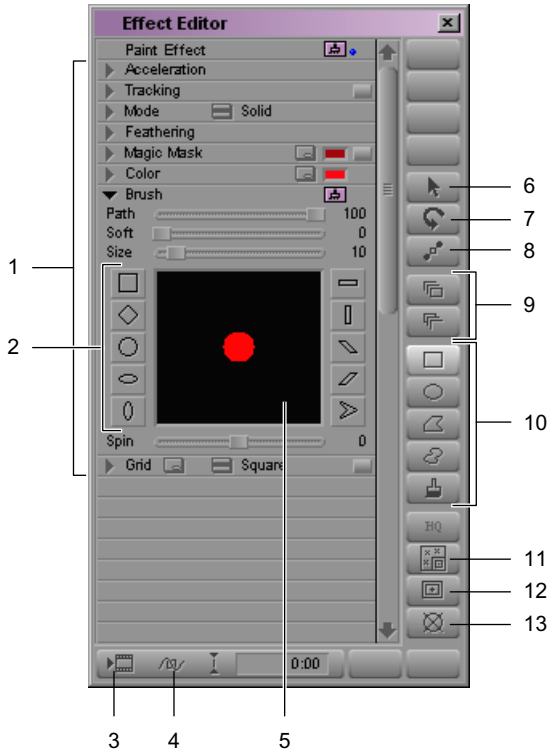 Effect Editor
Paint Effect
Acceleration
Tracking
Mode Solid
Feathering
Magic Mask
Color
Brush
Path 100
Soft 0
Size 10
Spin 0
Grid Square
HQ
0:00
1
2
3
4
5
6
7
8
9
10
11
12
13